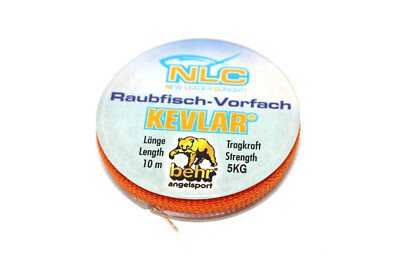 NLC
NEW LEADER CONCEPT
Raubfisch-Vorfach
KEVLAR®
Länge
Length
10 m
Tragkraft
Strength
5KG
behr
angelsport